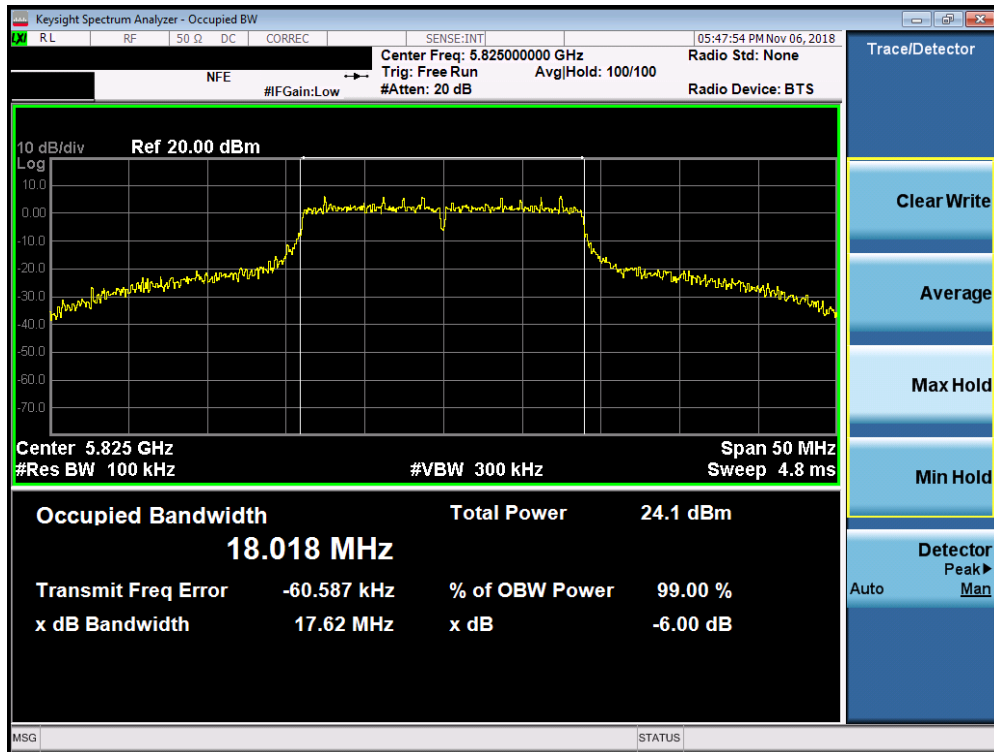 Keysight Spectrum Analyzer - Occupied BW
LXI RL RF 50 Ω DC CORREC SENSE:INT 05:47:54 PM Nov 06, 2018
Center Freq: 5.825000000 GHz Radio Std: None
NFE Trig: Free Run Avg|Hold: 100/100
#IFGain:Low #Atten: 20 dB Radio Device: BTS
Trace/Detector
10 dB/div Ref 20.00 dBm
Log
10.0
0.00
-10.0
-20.0
-30.0
-40.0
-50.0
-60.0
-70.0
Center 5.825 GHz Span 50 MHz
#Res BW 100 kHz #VBW 300 kHz Sweep 4.8 ms
Occupied Bandwidth Total Power 24.1 dBm
18.018 MHz
Transmit Freq Error -60.587 kHz % of OBW Power 99.00 %
x dB Bandwidth 17.62 MHz x dB -6.00 dB
Clear Write
Average
Max Hold
Min Hold
Detector
Peak▶
Auto Man
MSG STATUS